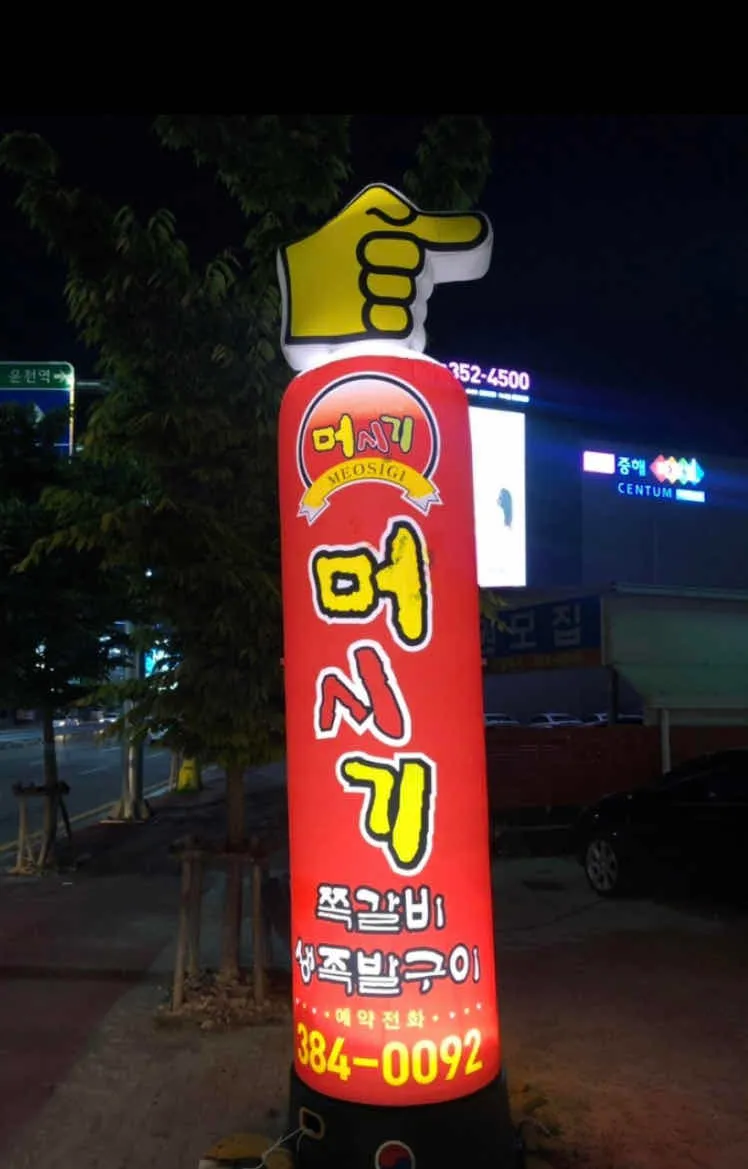 운천역
352-4500
중해
CENTUM
모집
머시기
MEOSIGI
머시기
쪽갈비
생족발구이
예약전화
384-0092